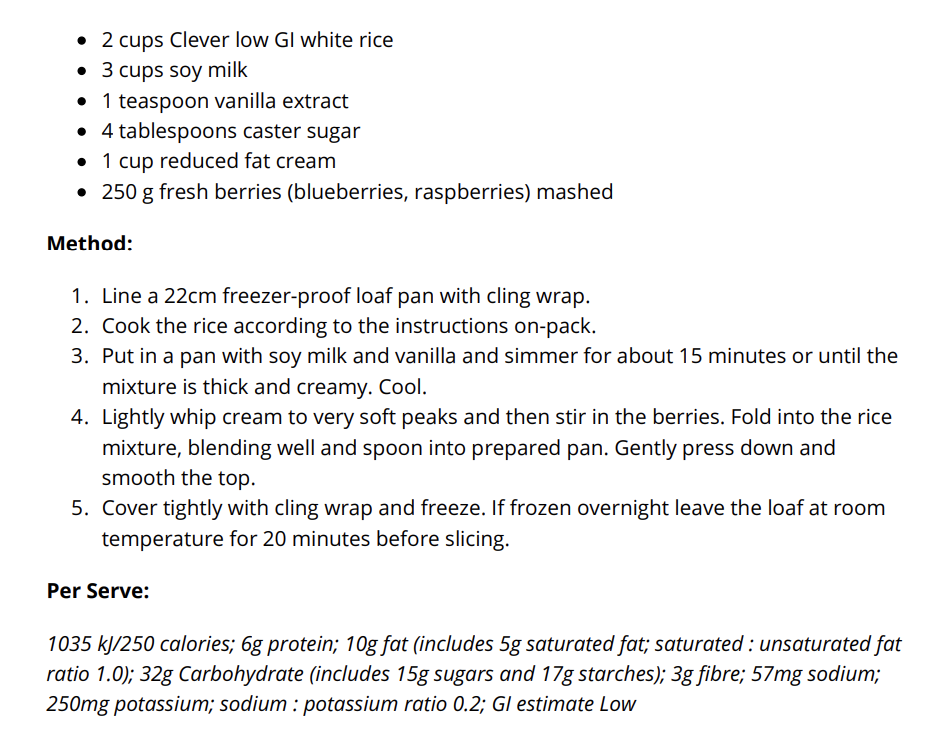 • 2 cups Clever low GI white rice
• 3 cups soy milk
• 1 teaspoon vanilla extract
• 4 tablespoons caster sugar
• 1 cup reduced fat cream
• 250 g fresh berries (blueberries, raspberries) mashed
Method:
1. Line a 22cm freezer-proof loaf pan with cling wrap.
2. Cook the rice according to the instructions on-pack.
3. Put in a pan with soy milk and vanilla and simmer for about 15 minutes or until the
mixture is thick and creamy. Cool.
4. Lightly whip cream to very soft peaks and then stir in the berries. Fold into the rice
mixture, blending well and spoon into prepared pan. Gently press down and
smooth the top.
5. Cover tightly with cling wrap and freeze. If frozen overnight leave the loaf at room
temperature for 20 minutes before slicing.
Per Serve:
1035 kJ/250 calories; 6g protein; 10g fat (includes 5g saturated fat; saturated : unsaturated fat
ratio 1.0); 32g Carbohydrate (includes 15g sugars and 17g starches); 3g fibre; 57mg sodium;
250mg potassium; sodium : potassium ratio 0.2; GI estimate Low